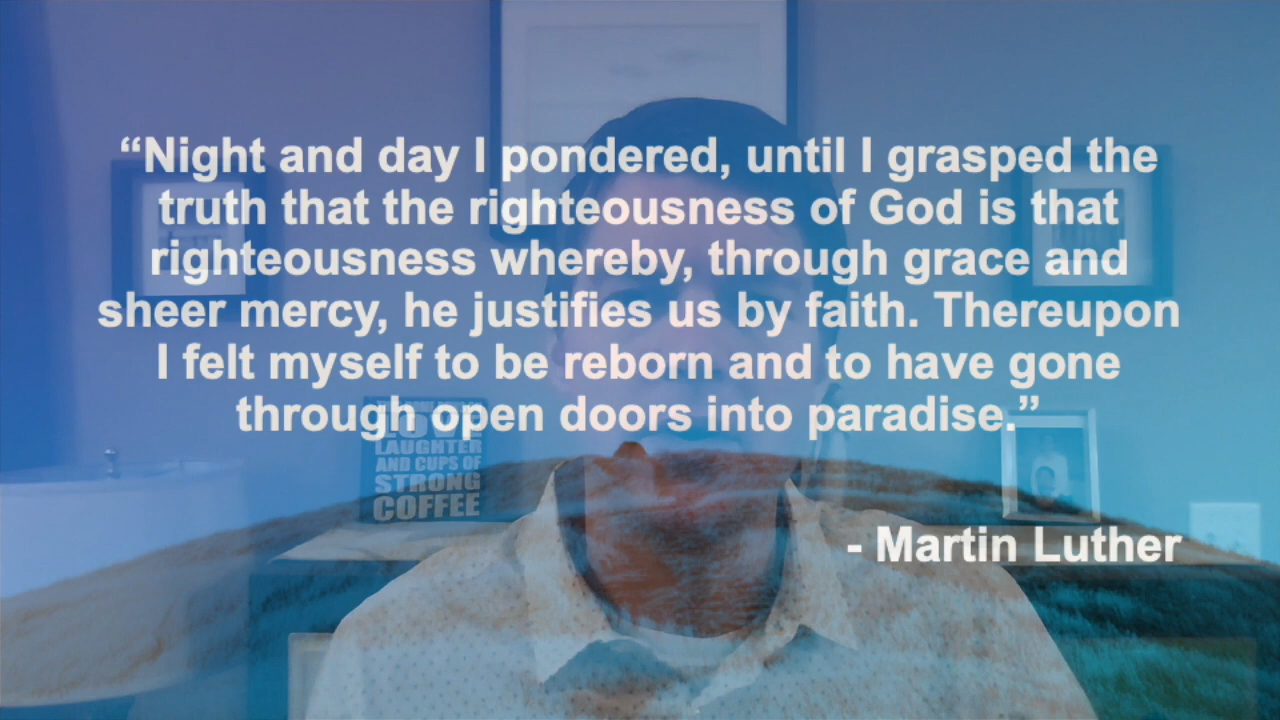 “Night and day I pondered, until I grasped the
truth that the righteousness of God is that
righteousness whereby, through grace and
sheer mercy, he justifies us by faith. Thereupon
I felt myself to be reborn and to have gone
through open doors into paradise.”
LOVE
LAUGHTER
AND CUPS OF
STRONG
COFFEE
- Martin Luther